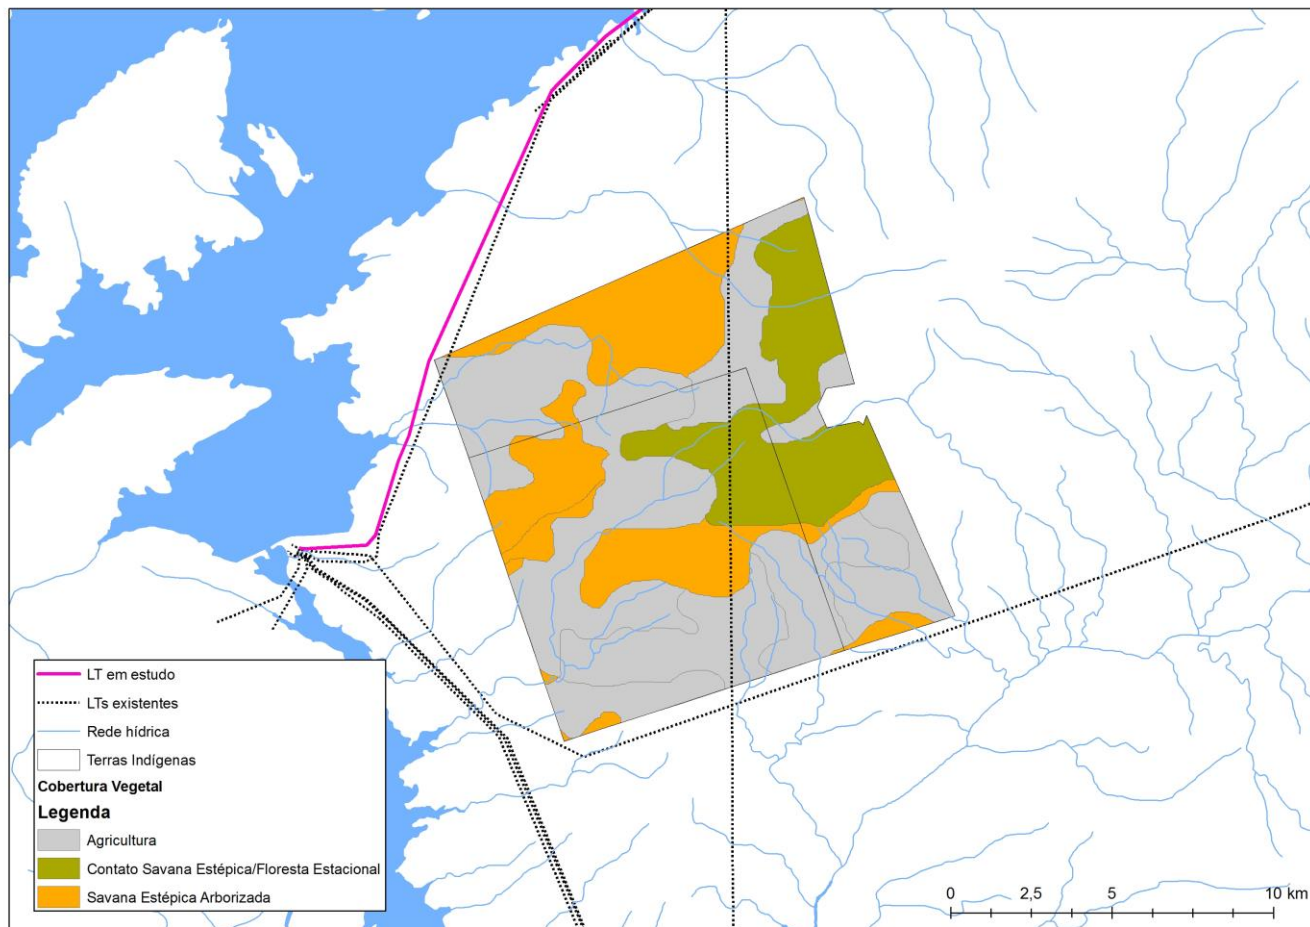 LT em estudo
LTs existentes
Rede hídrica
Terras Indígenas
Cobertura Vegetal
Legenda
Agricultura
Contato Savana Estépica/Floresta Estacional
Savana Estépica Arborizada
0 2,5 5 10 km